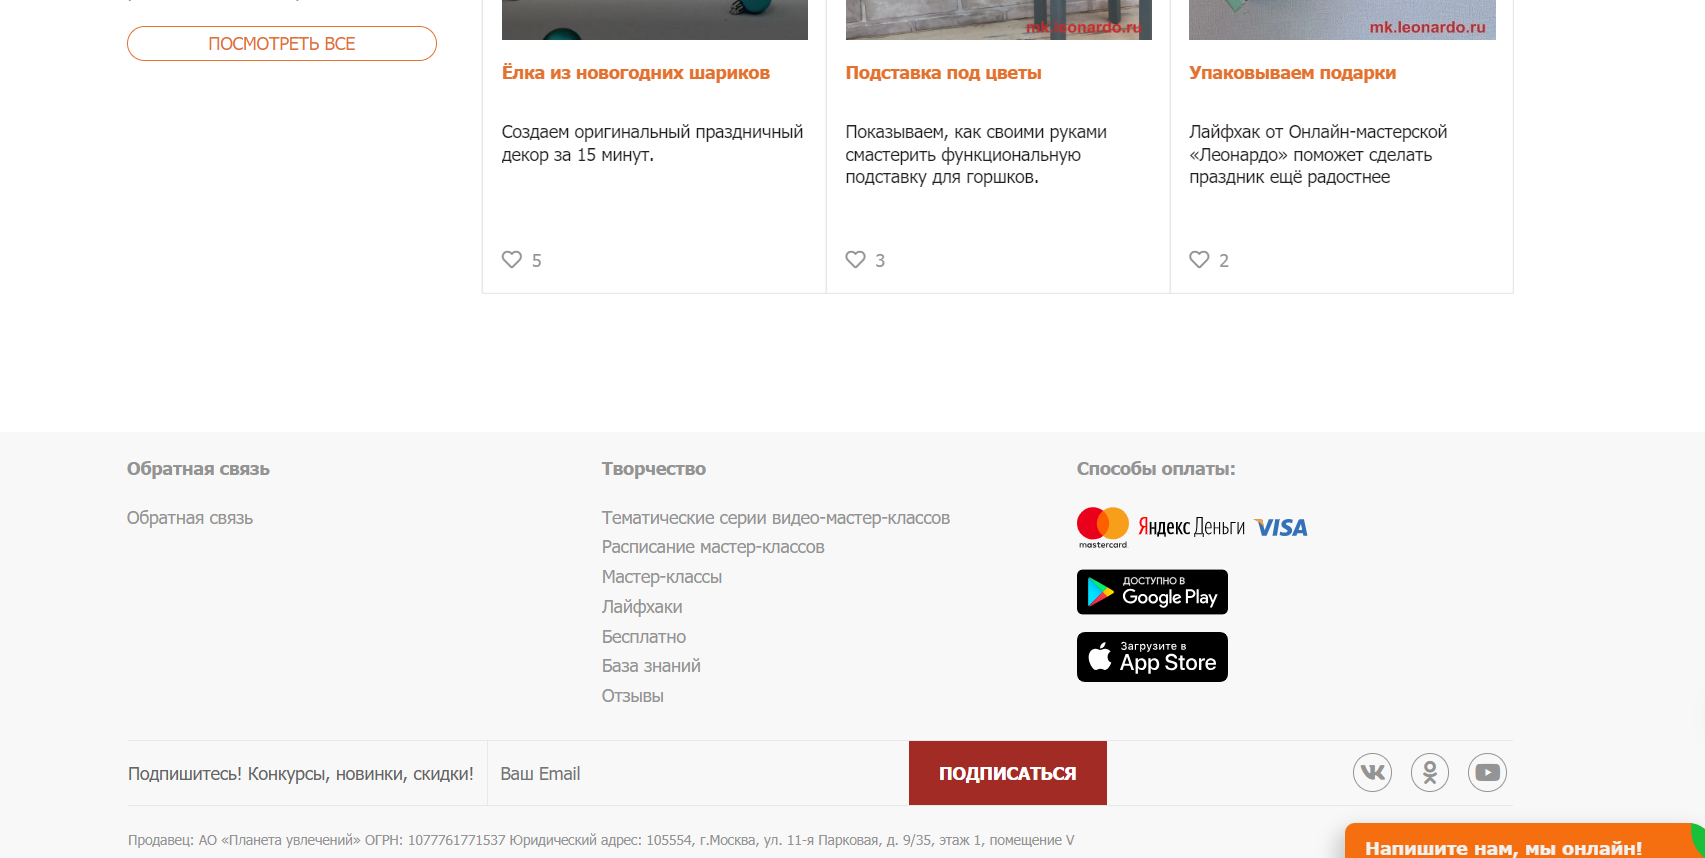 ПОСМОТРЕТЬ ВСЕ
mk.leonardo.ru
mk.leonardo.ru
Ёлка из новогодних шариков
Создаем оригинальный праздничный
декор за 15 минут.
5
Подставка под цветы
Показываем, как своими руками
смастерить функциональную
подставку для горшков.
3
Упаковываем подарки
Лайфхак от Онлайн-мастерской
«Леонардо» поможет сделать
праздник ещё радостнее
2
Обратная связь
Обратная связь
Творчество
Тематические серии видео-мастер-классов
Расписание мастер-классов
Мастер-классы
Лайфхаки
Бесплатно
База знаний
Отзывы
Способы оплаты:
mastercard
Яндекс Деньги
VISA
ДОСТУПНО В
Google Play
Загрузите в
App Store
Подпишитесь! Конкурсы, новинки, скидки!
Ваш Email
ПОДПИСАТЬСЯ
Продавец: АО «Планета увлечений» ОГРН: 1077761771537 Юридический адрес: 105554, г.Москва, ул. 11-я Парковая, д. 9/35, этаж 1, помещение V
Напишите нам, мы онлайн!